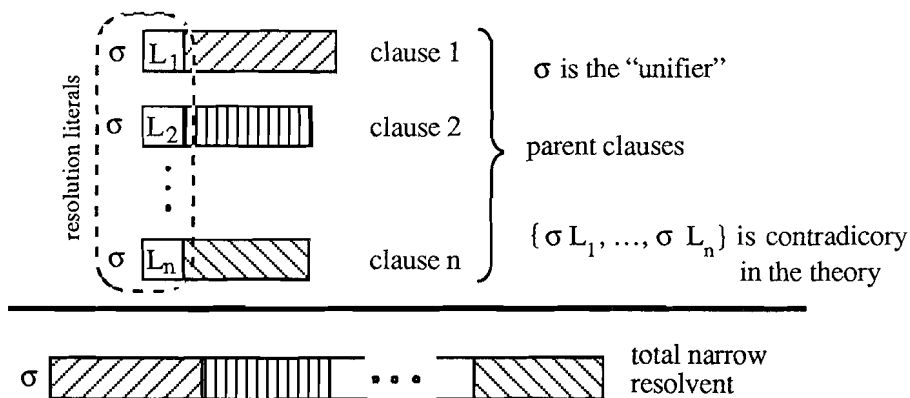 resolution literals
σ L₁ clause 1
σ L₂ clause 2
σ Lₙ clause n
σ is the “unifier”
parent clauses
{σ L₁, ..., σ Lₙ} is contradicory
in the theory
σ
total narrow
resolvent